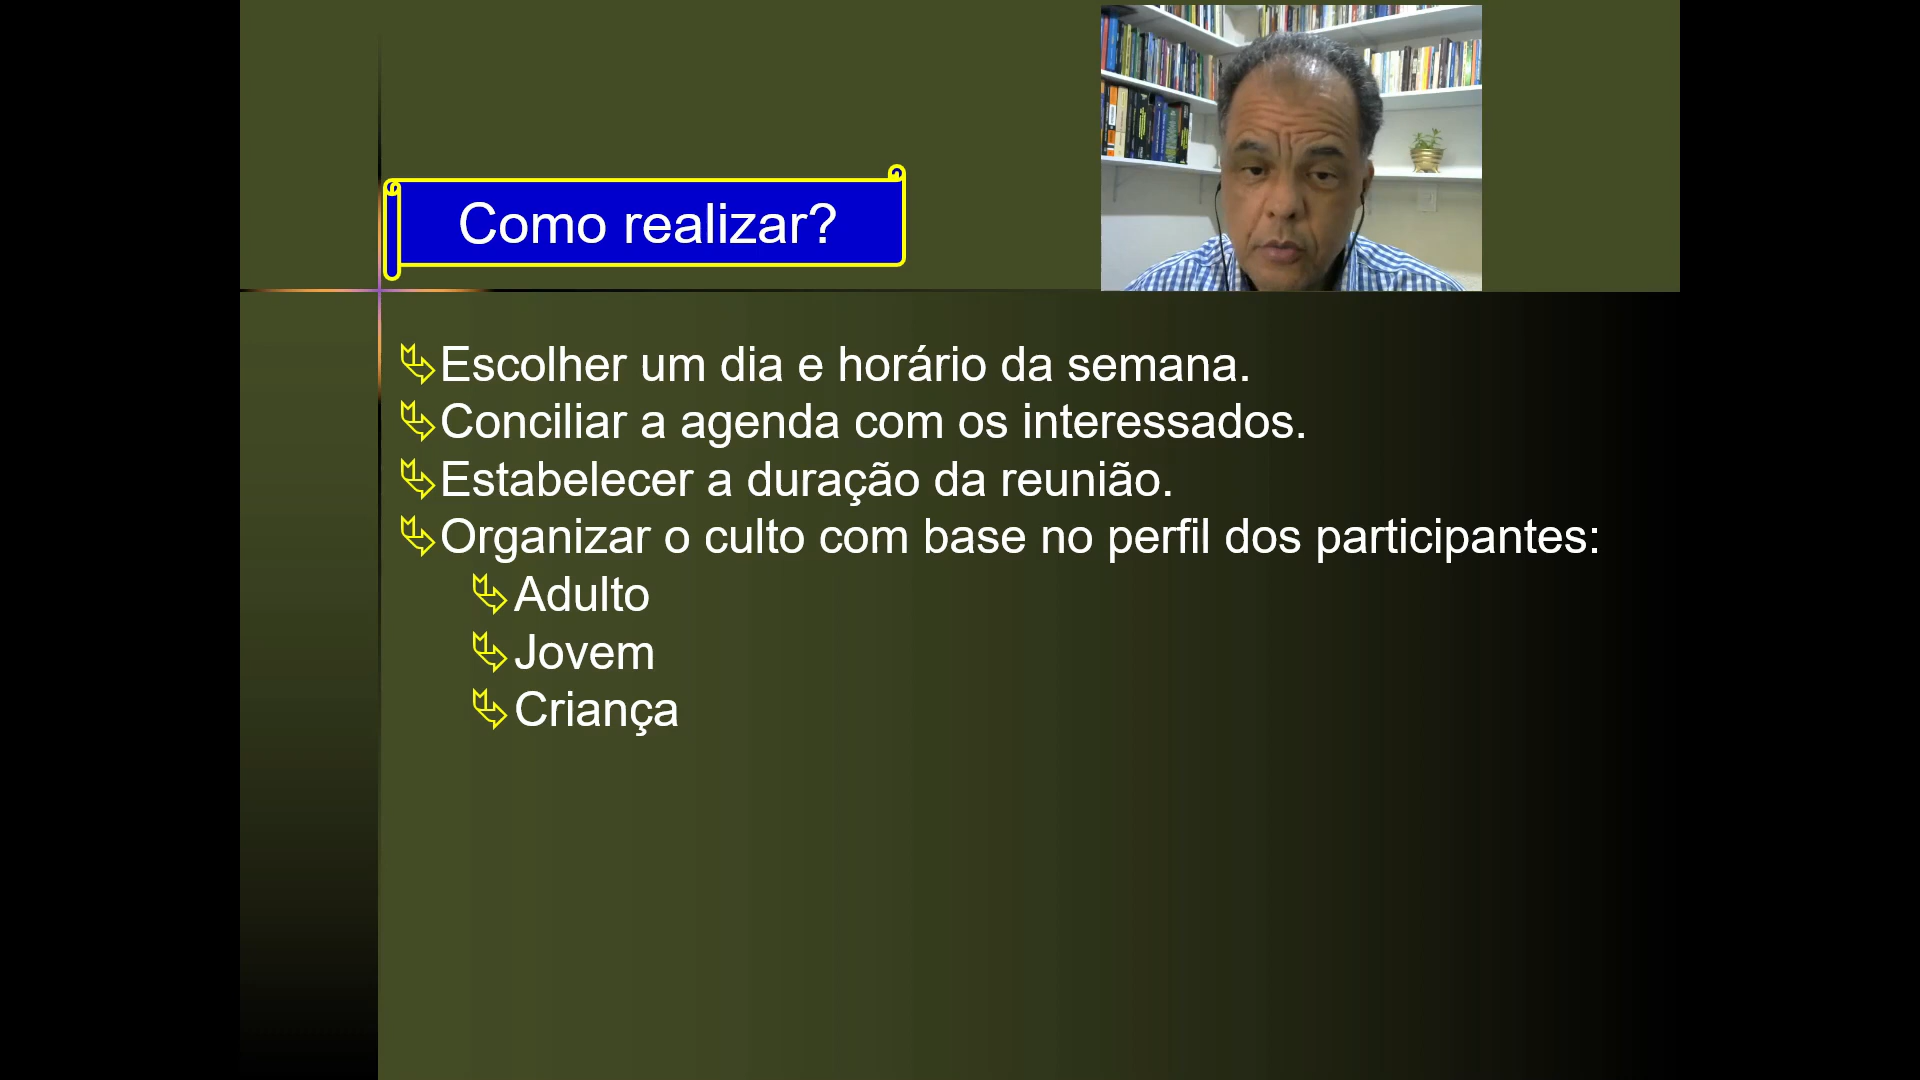 Como realizar?
Escolher um dia e horário da semana.
Conciliar a agenda com os interessados.
Estabelecer a duração da reunião.
Organizar o culto com base no perfil dos participantes:
Adulto
Jovem
Criança